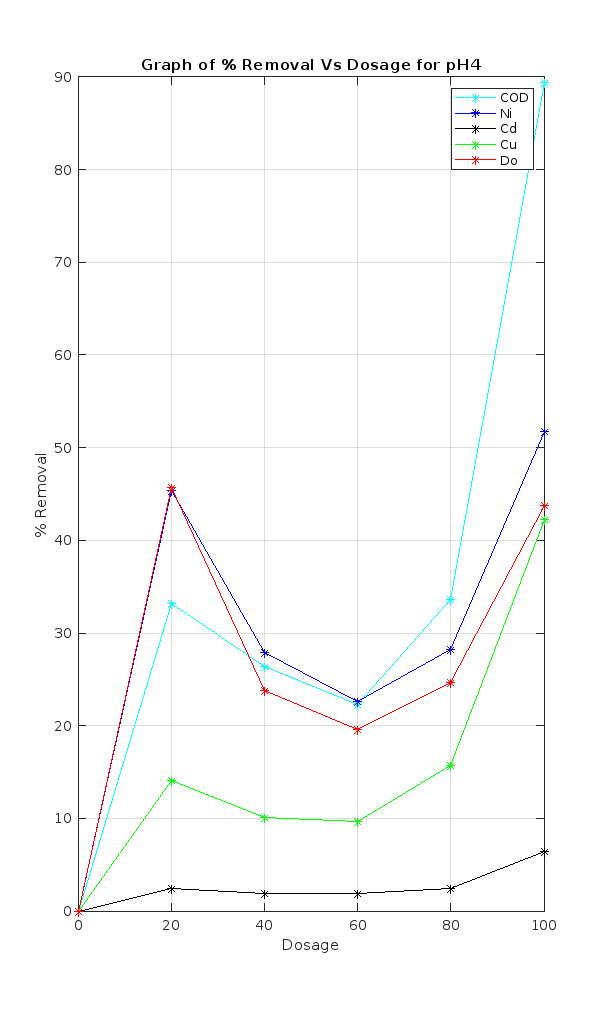 Graph of % Removal Vs Dosage for pH4
90
80
70
60
50
40
30
20
10
0
% Removal
COD
Ni
Cd
Cu
Do
0 20 40 60 80 100
Dosage